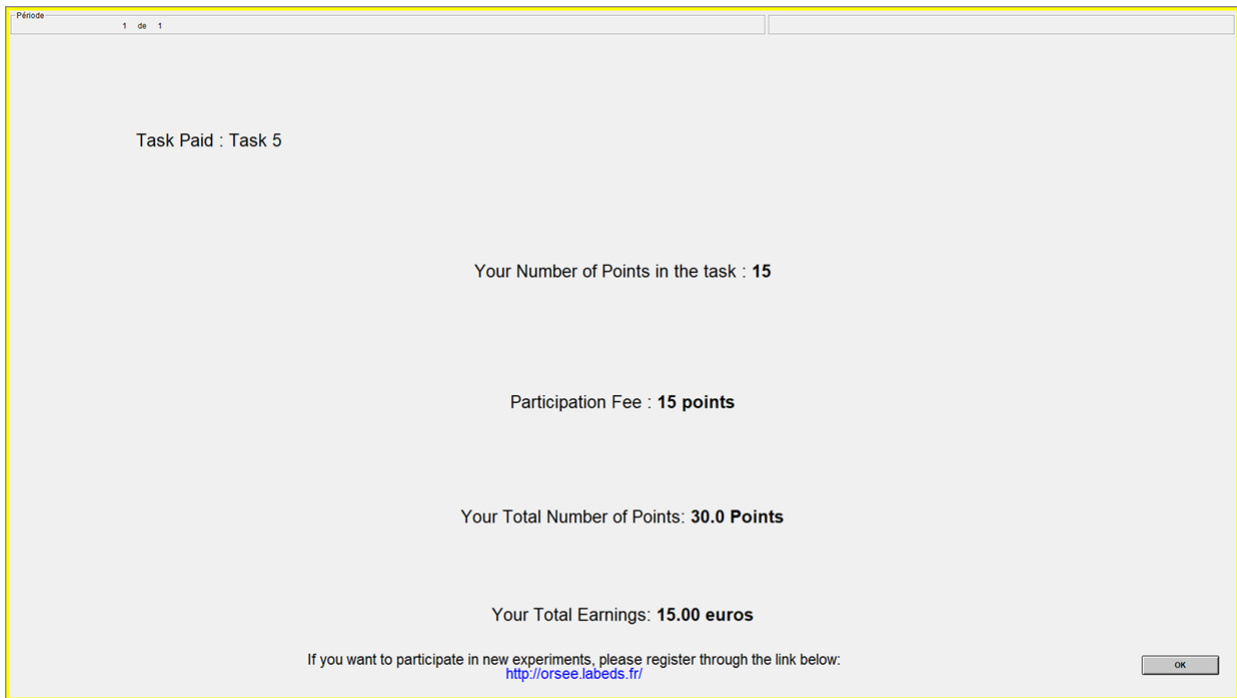 Période
1 de 1
Task Paid : Task 5
Your Number of Points in the task : 15
Participation Fee : 15 points
Your Total Number of Points: 30.0 Points
Your Total Earnings: 15.00 euros
If you want to participate in new experiments, please register through the link below:
http://orsee.labeds.fr/
OK